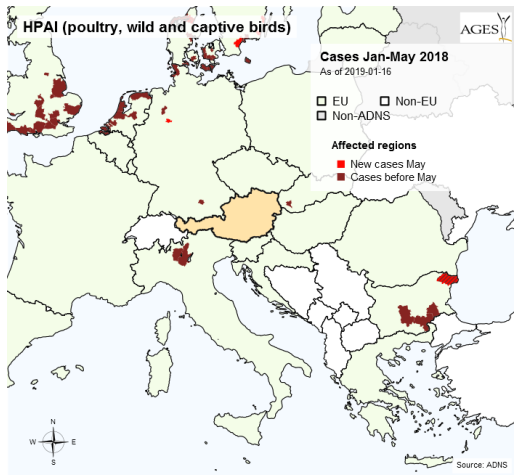 HPAI (poultry, wild and captive birds)
AGES
Cases Jan-May 2018
As of 2019-01-16
EU
Non-EU
Non-ADNS
Affected regions
New cases May
Cases before May
N
W
E
S
Source: ADNS